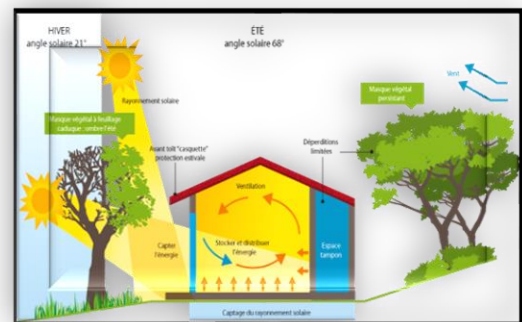 HIVER
angle solaire 21°
ÉTÉ
angle solaire 68°
Rayonnement solaire
Masque végétal à feuillage
caduque : ombre l'été
Avant toit "casquette"
protection estivale
Déperditions
limitées
Masque végétal
persistant
Vent
Ventilation
Capter
l'énergie
Stocker et distribuer
l'énergie
Espace
tampon
Captage du rayonnement solaire